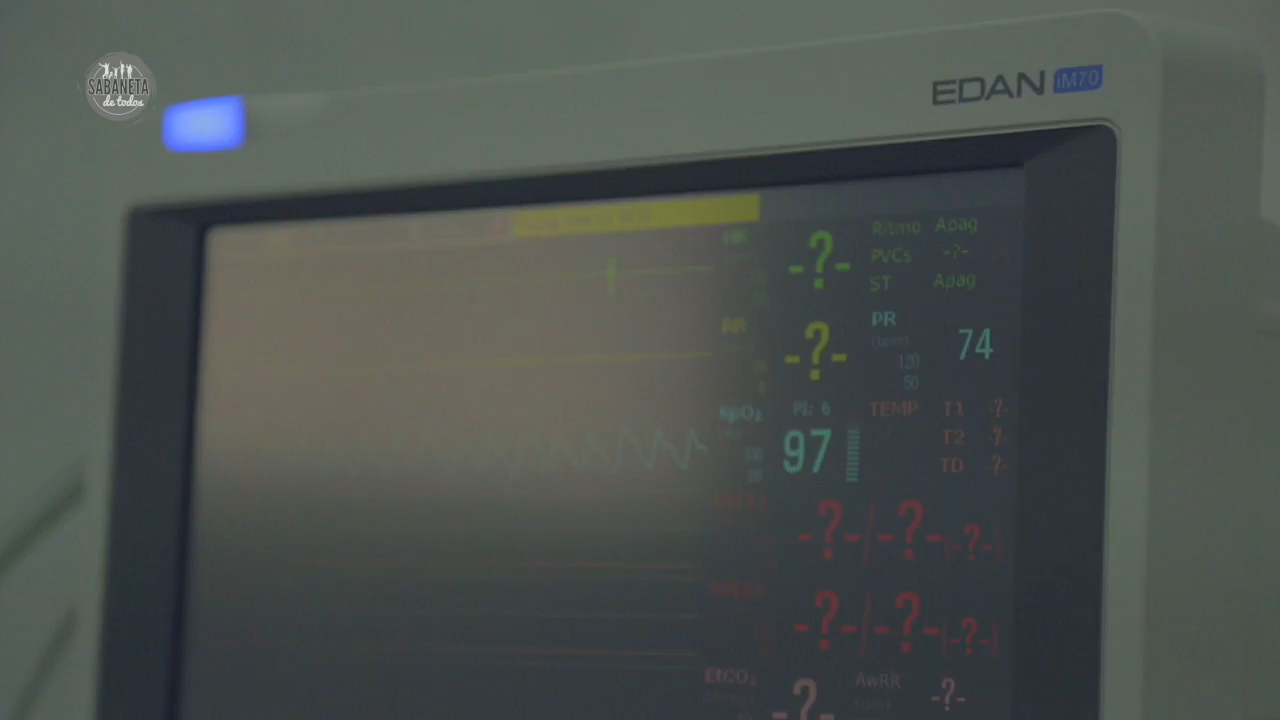 SABANETA
de todos
EDAN iM70
-?-
Ritmo Apag
PVCs -?-
ST Apag
RR
-?-
PR
74
120
50
SpO₂
PI: 6
97
TEMP T1 -?-
T2 -?-
TD -?-
-?-/-?-(-?-)
-?-/-?-(-?-)
EtCO₂
-?-
AwRR
-?-